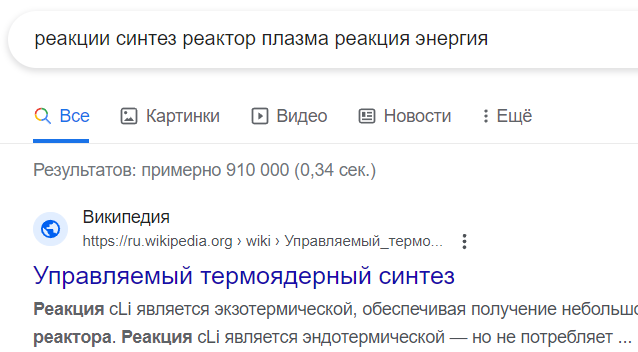 реакции синтез реактор плазма реакция энергия
Все Картинки Видео Новости Ещё
Результатов: примерно 910 000 (0,34 сек.)
Википедия
https://ru.wikipedia.org › wiki › Управляемый_термо...
Управляемый термоядерный синтез
Реакция cLi является экзотермической, обеспечивая получение
реактора. Реакция cLi является эндотермической — но не потребляет ...